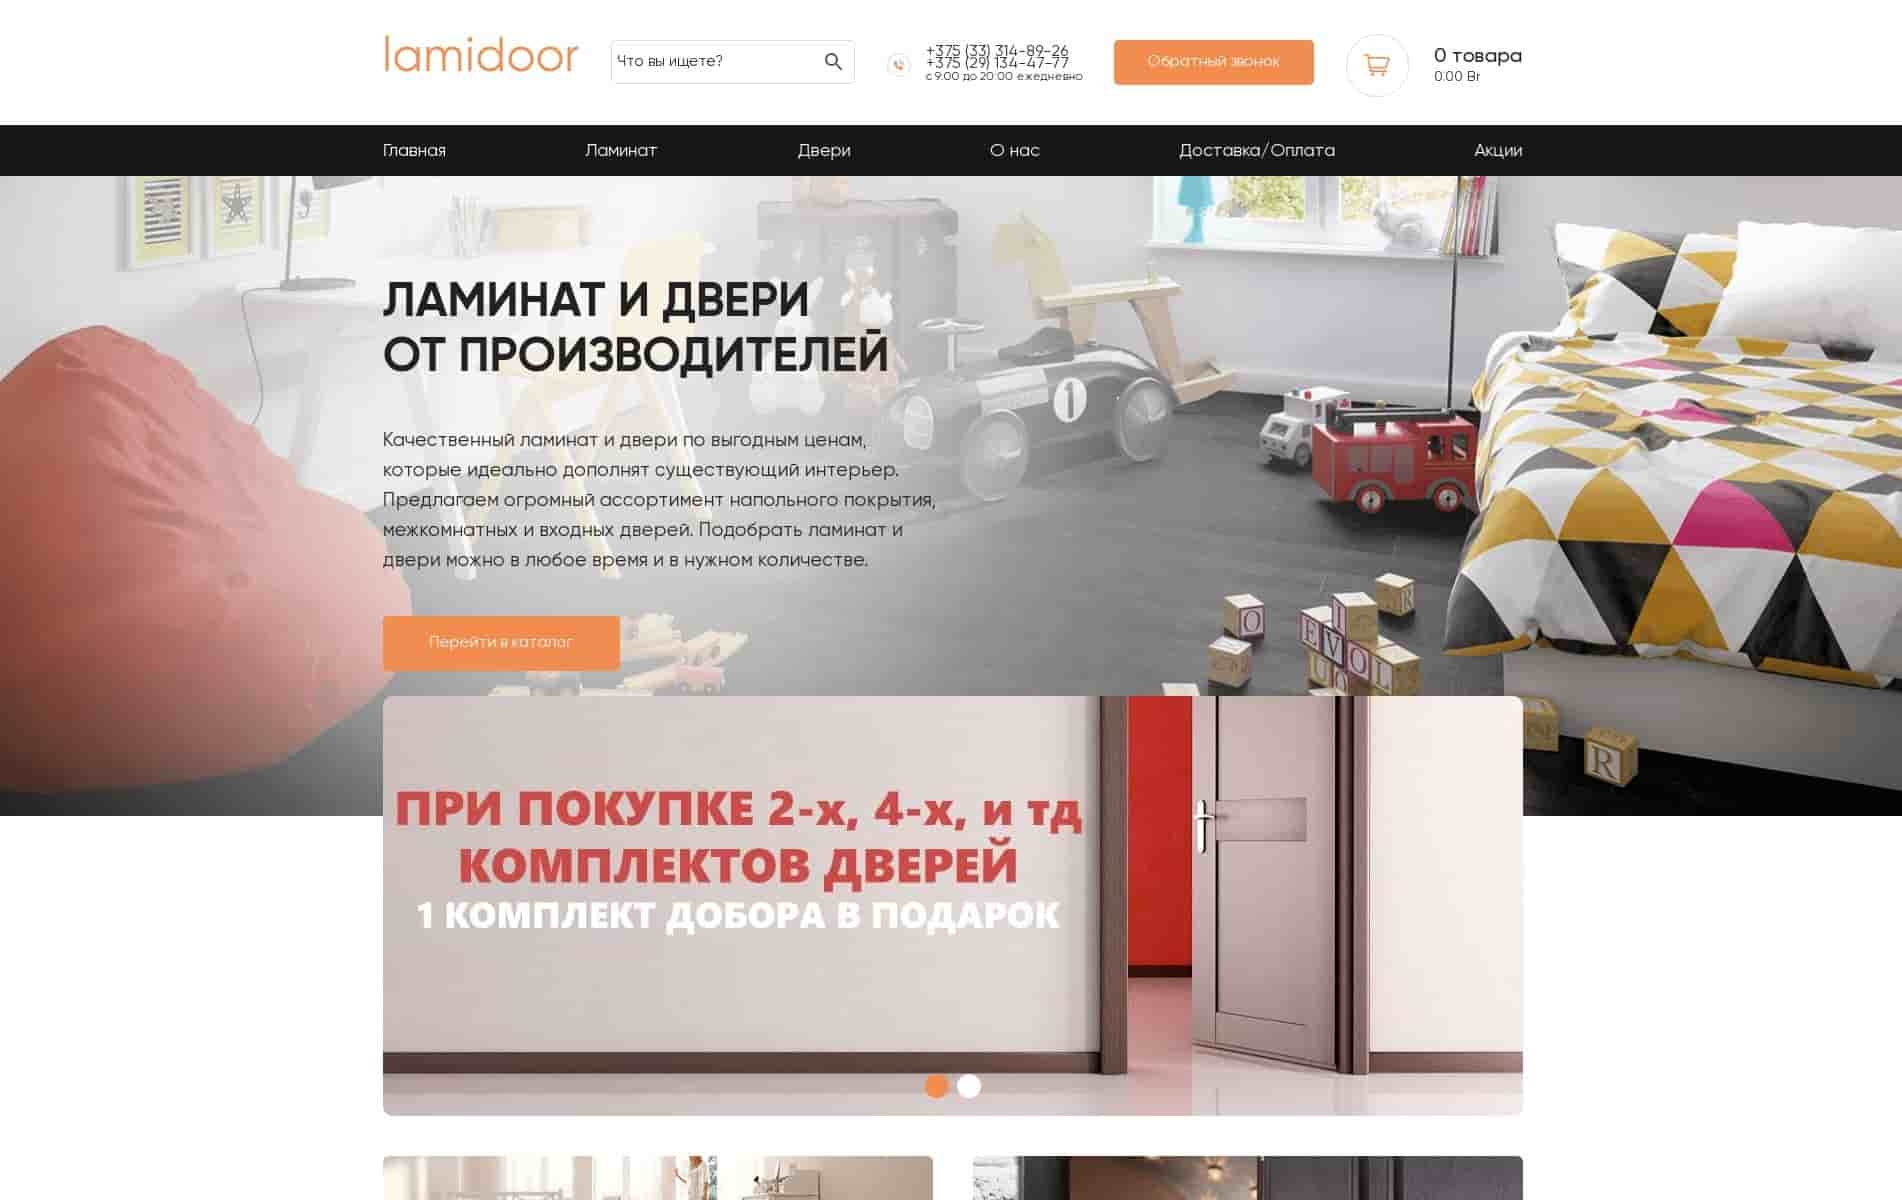 lamidoor
Что вы ищете?
+375 (33) 314-89-26
+375 (29) 134-47-77
с 9:00 до 20:00 ежедневно
Обратный звонок
0 товара
0.00 Br
Главная
Ламинат
Двери
О нас
Доставка/Оплата
Акции
ЛАМИНАТ И ДВЕРИ
ОТ ПРОИЗВОДИТЕЛЕЙ
Качественный ламинат и двери по выгодным ценам,
которые идеально дополнят существующий интерьер.
Предлагаем огромный ассортимент напольного покрытия,
межкомнатных и входных дверей. Подобрать ламинат и
двери можно в любое время и в нужном количестве.
Перейти в каталог
1
R
O
I
E V O L
R
ПРИ ПОКУПКЕ 2-х, 4-х, и тд
КОМПЛЕКТОВ ДВЕРЕЙ
1 КОМПЛЕКТ ДОБОРА В ПОДАРОК